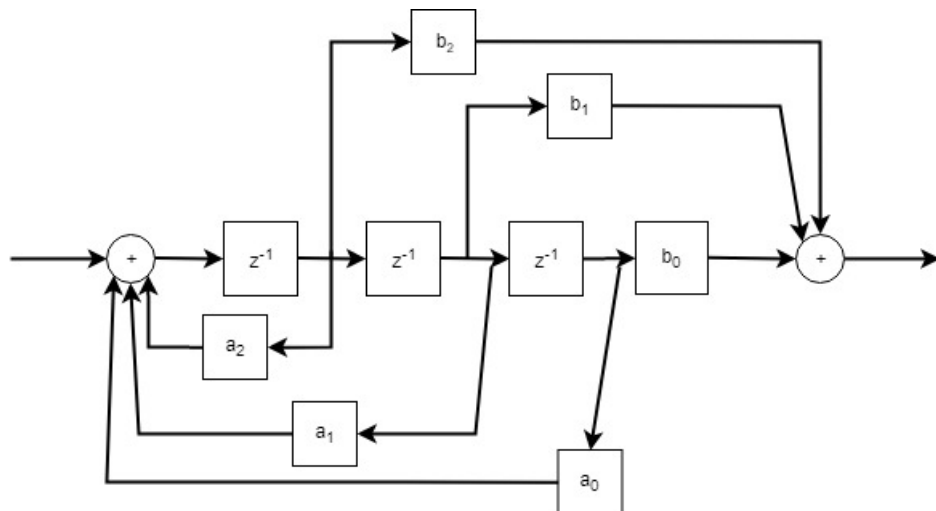 b₂
b₁
+ z⁻¹ z⁻¹ z⁻¹ b₀ +
a₂
a₁
a₀